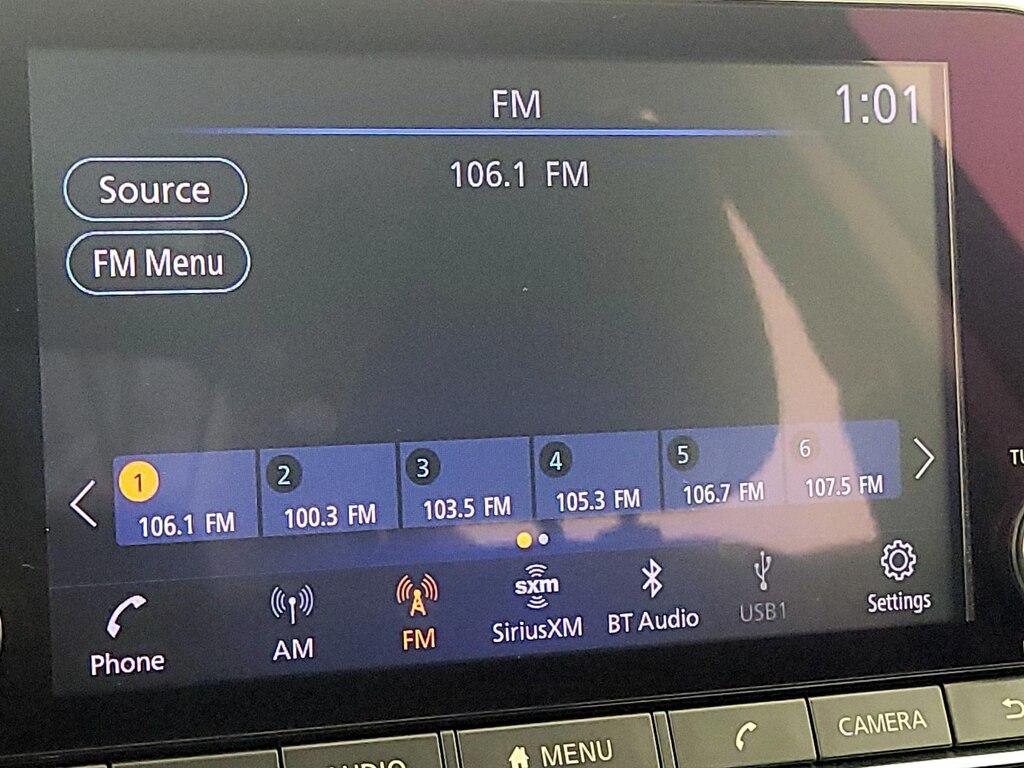 FM
1:01
106.1 FM
Source
FM Menu
1
2
3
4
5
6
106.1 FM
100.3 FM
103.5 FM
105.3 FM
106.7 FM
107.5 FM
Phone
AM
FM
sxm
SiriusXM
BT Audio
USB1
Settings
MENU
CAMERA